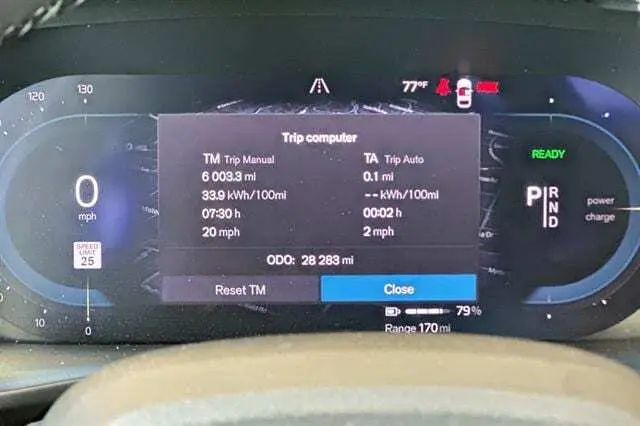 120 130
77°F
Trip computer
TM Trip Manual TA Trip Auto
6 003.3 mi 0.1 mi
33.9 kWh/100mi -- kWh/100mi
07:30 h 00:02 h
20 mph 2 mph
ODO: 28 283 mi
Reset TM Close
0
mph
SPEED
LIMIT
25
10
0
READY
P R
N
D
power
charge
79%
Range 170 mi